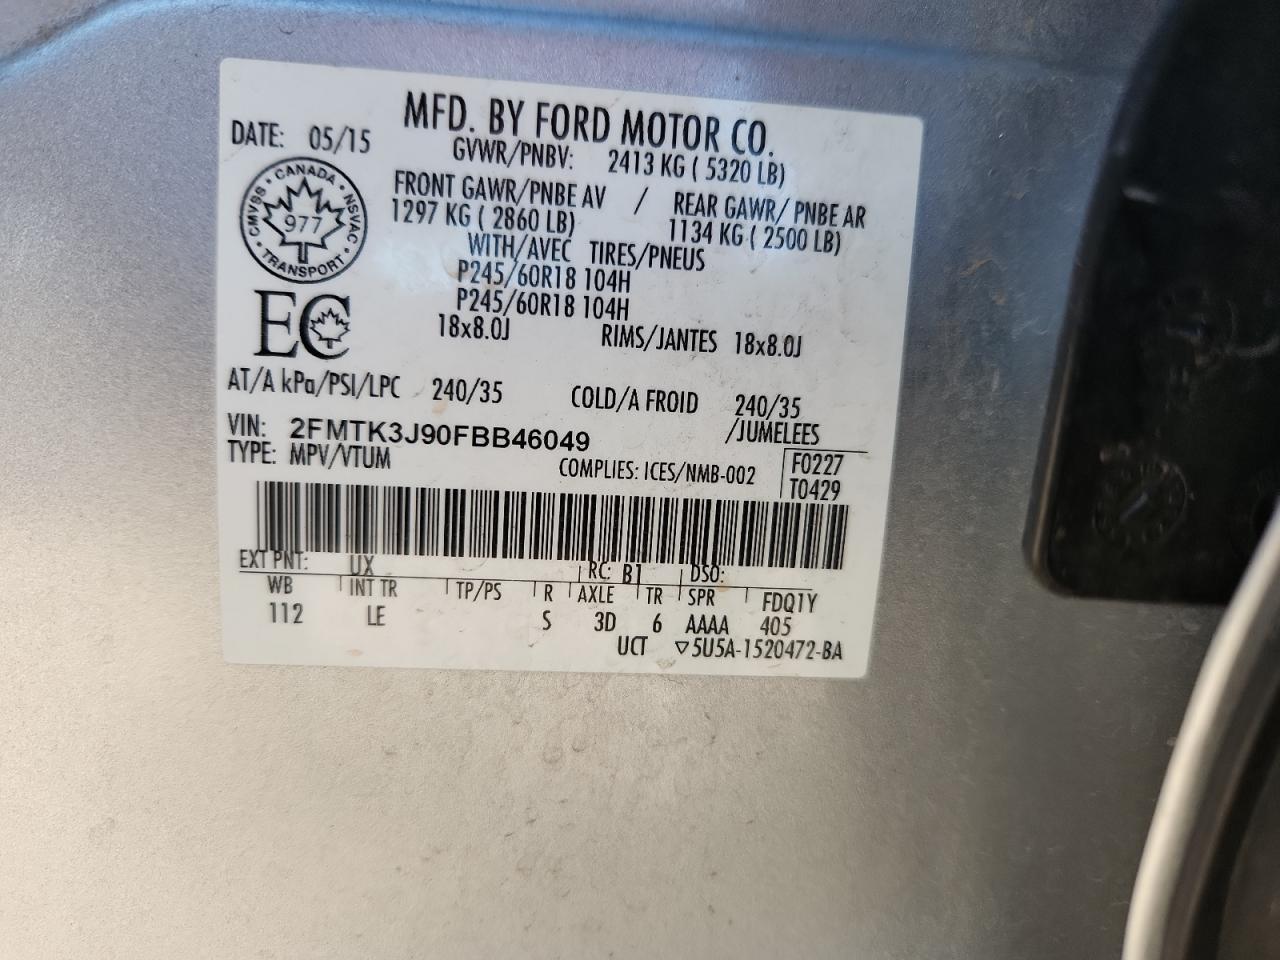 MFD. BY FORD MOTOR CO.
DATE: 05/15
GVWR/PNBV: 2413 KG ( 5320 LB)
FRONT GAWR/PNBE AV / REAR GAWR/ PNBE AR
1297 KG ( 2860 LB) 1134 KG ( 2500 LB)
CMVSS • CANADA • NSVAC • TRANSPORT •
977
WITH/AVEC TIRES/PNEUS
P245/60R18 104H
P245/60R18 104H
EC
18x8.0J RIMS/JANTES 18x8.0J
AT/A kPa/PSI/LPC 240/35 COLD/A FROID 240/35
/JUMELEES
VIN: 2FMTK3J90FBB46049
TYPE: MPV/VTUM COMPLIES: ICES/NMB-002
F0227
T0429
EXT PNT: UX RC: B1 DSO:
WB INT TR TP/PS R AXLE TR SPR FDQ1Y
112 LE S 3D 6 AAAA 405
UCT ▽5U5A-1520472-BA